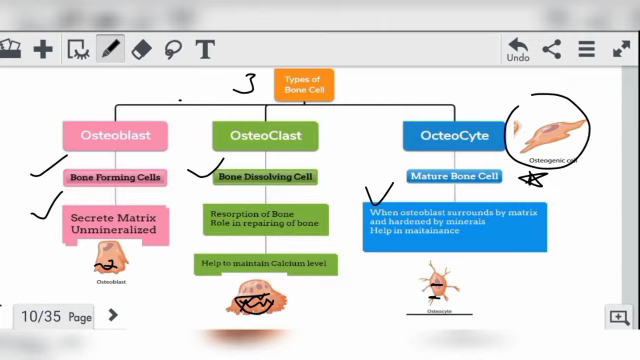 T
Undo
3
Types of
Bone Cell
Osteoblast
OsteoClast
OcteoCyte
Osteogenic cell
Bone Forming Cells
Bone Dissolving Cell
Mature Bone Cell
Secrete Matrix
Unmineralized
Resorption of Bone
Role in repairing of bone
When osteoblast surrounds by matrix
and hardened by minerals
Help in maitainance
Help to maintain Calcium level
Osteoblast
Osteocyte
10/35 Page